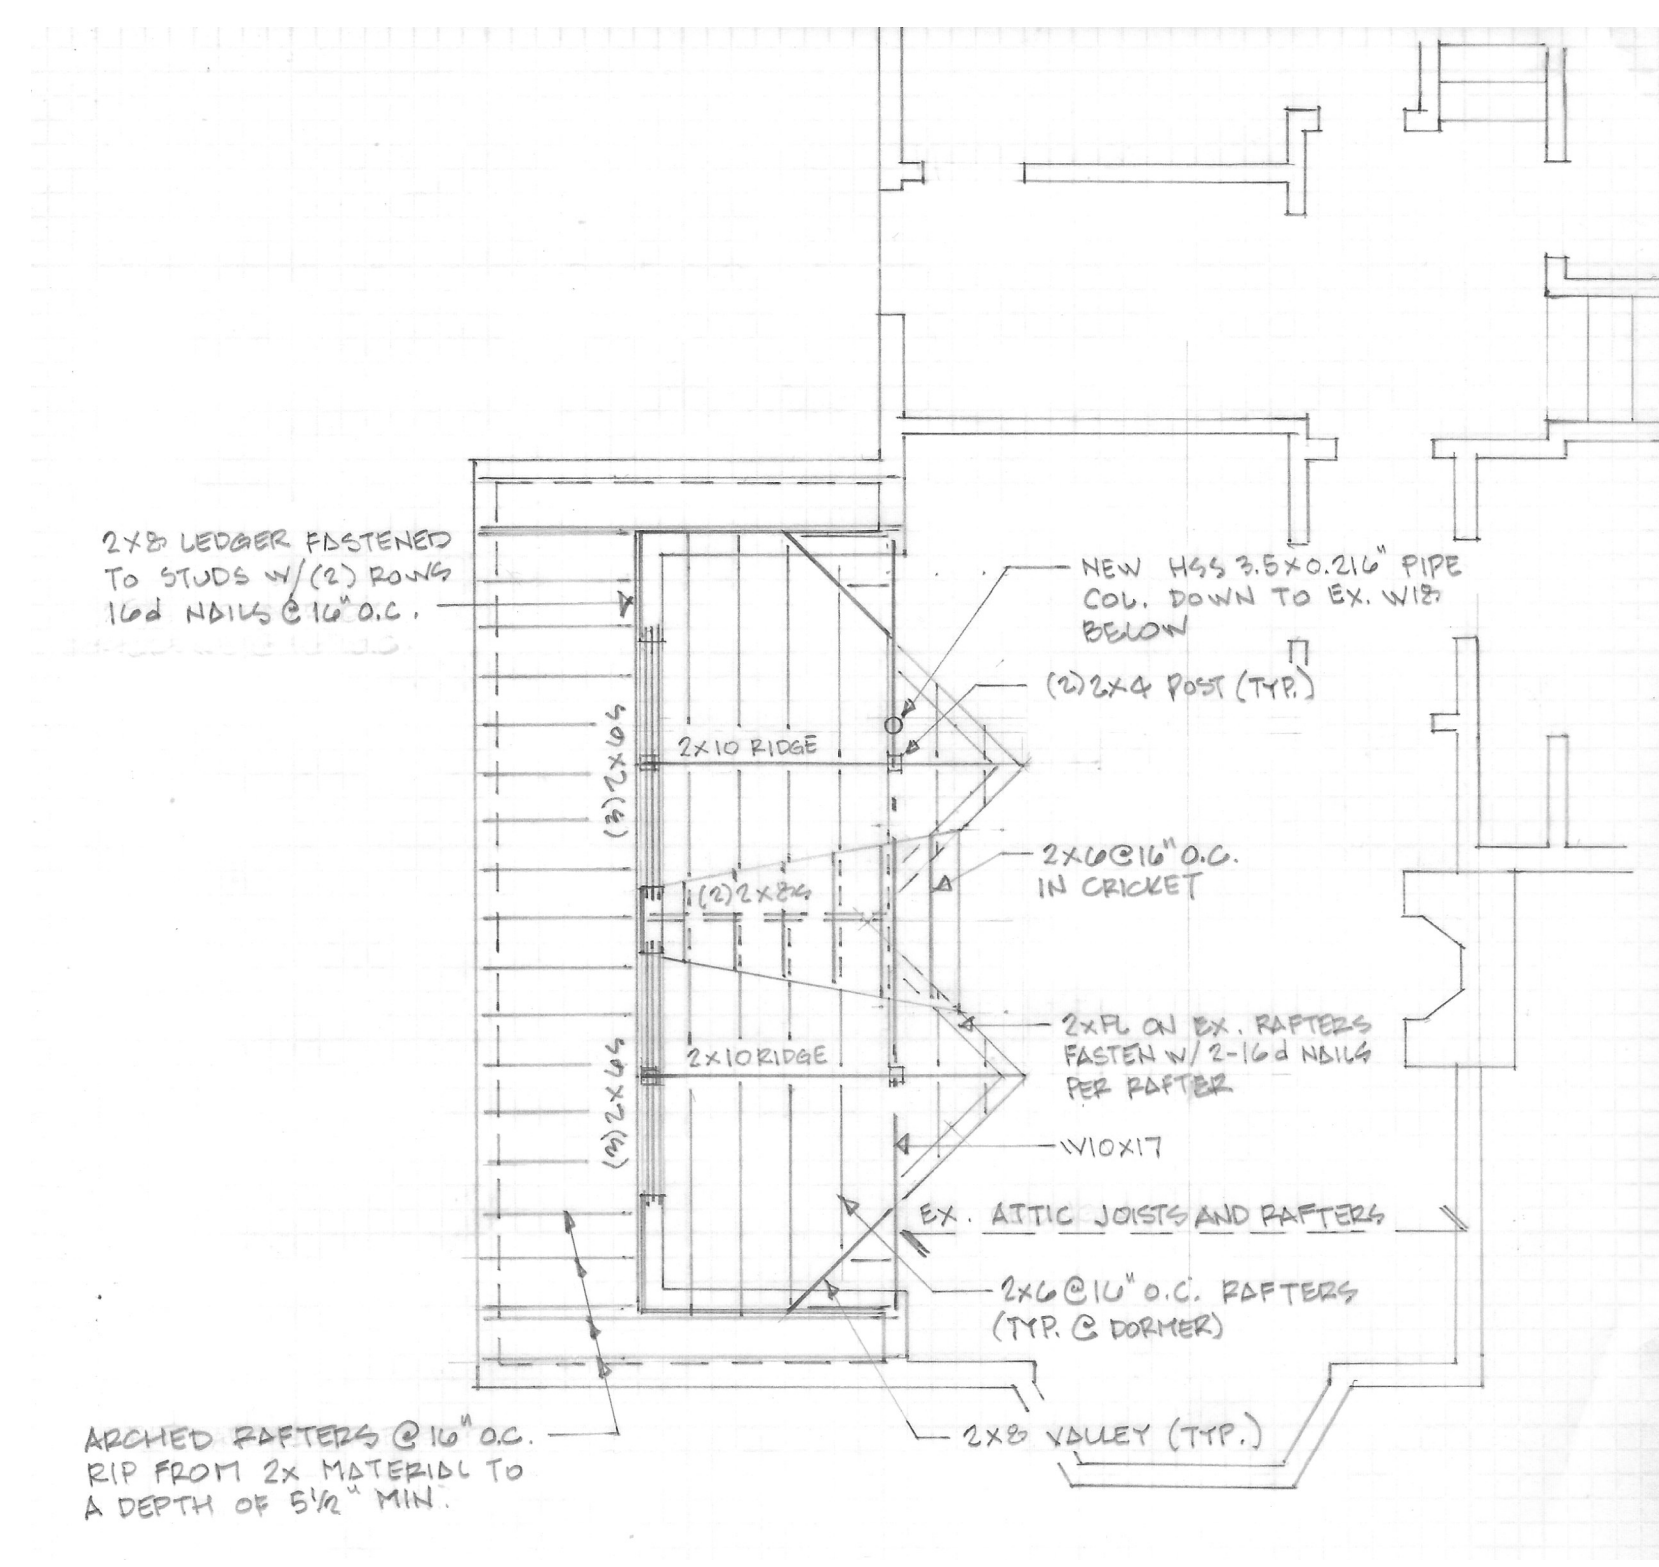 2X8 LEDGER FASTENED
TO STUDS W/(2) ROWS
16d NAILS @ 16" O.C.
NEW HSS 3.5X0.216" PIPE
COL. DOWN TO EX. W18
BELOW
(2) 2X4 POST (TYP.)
(3) 2X6S
2X10 RIDGE
2X6@16" O.C.
IN CRICKET
(2) 2X8S
2XFL ON EX. RAFTERS
FASTEN W/ 2-16d NAILS
PER RAFTER
2X10 RIDGE
(3) 2X6S
W10X17
EX. ATTIC JOISTS AND RAFTERS
2X6@16" O.C. RAFTERS
(TYP. @ DORMER)
2X8 VALLEY (TYP.)
ARCHED RAFTERS @ 16" O.C.
RIP FROM 2X MATERIAL TO
A DEPTH OF 5 1/2" MIN.